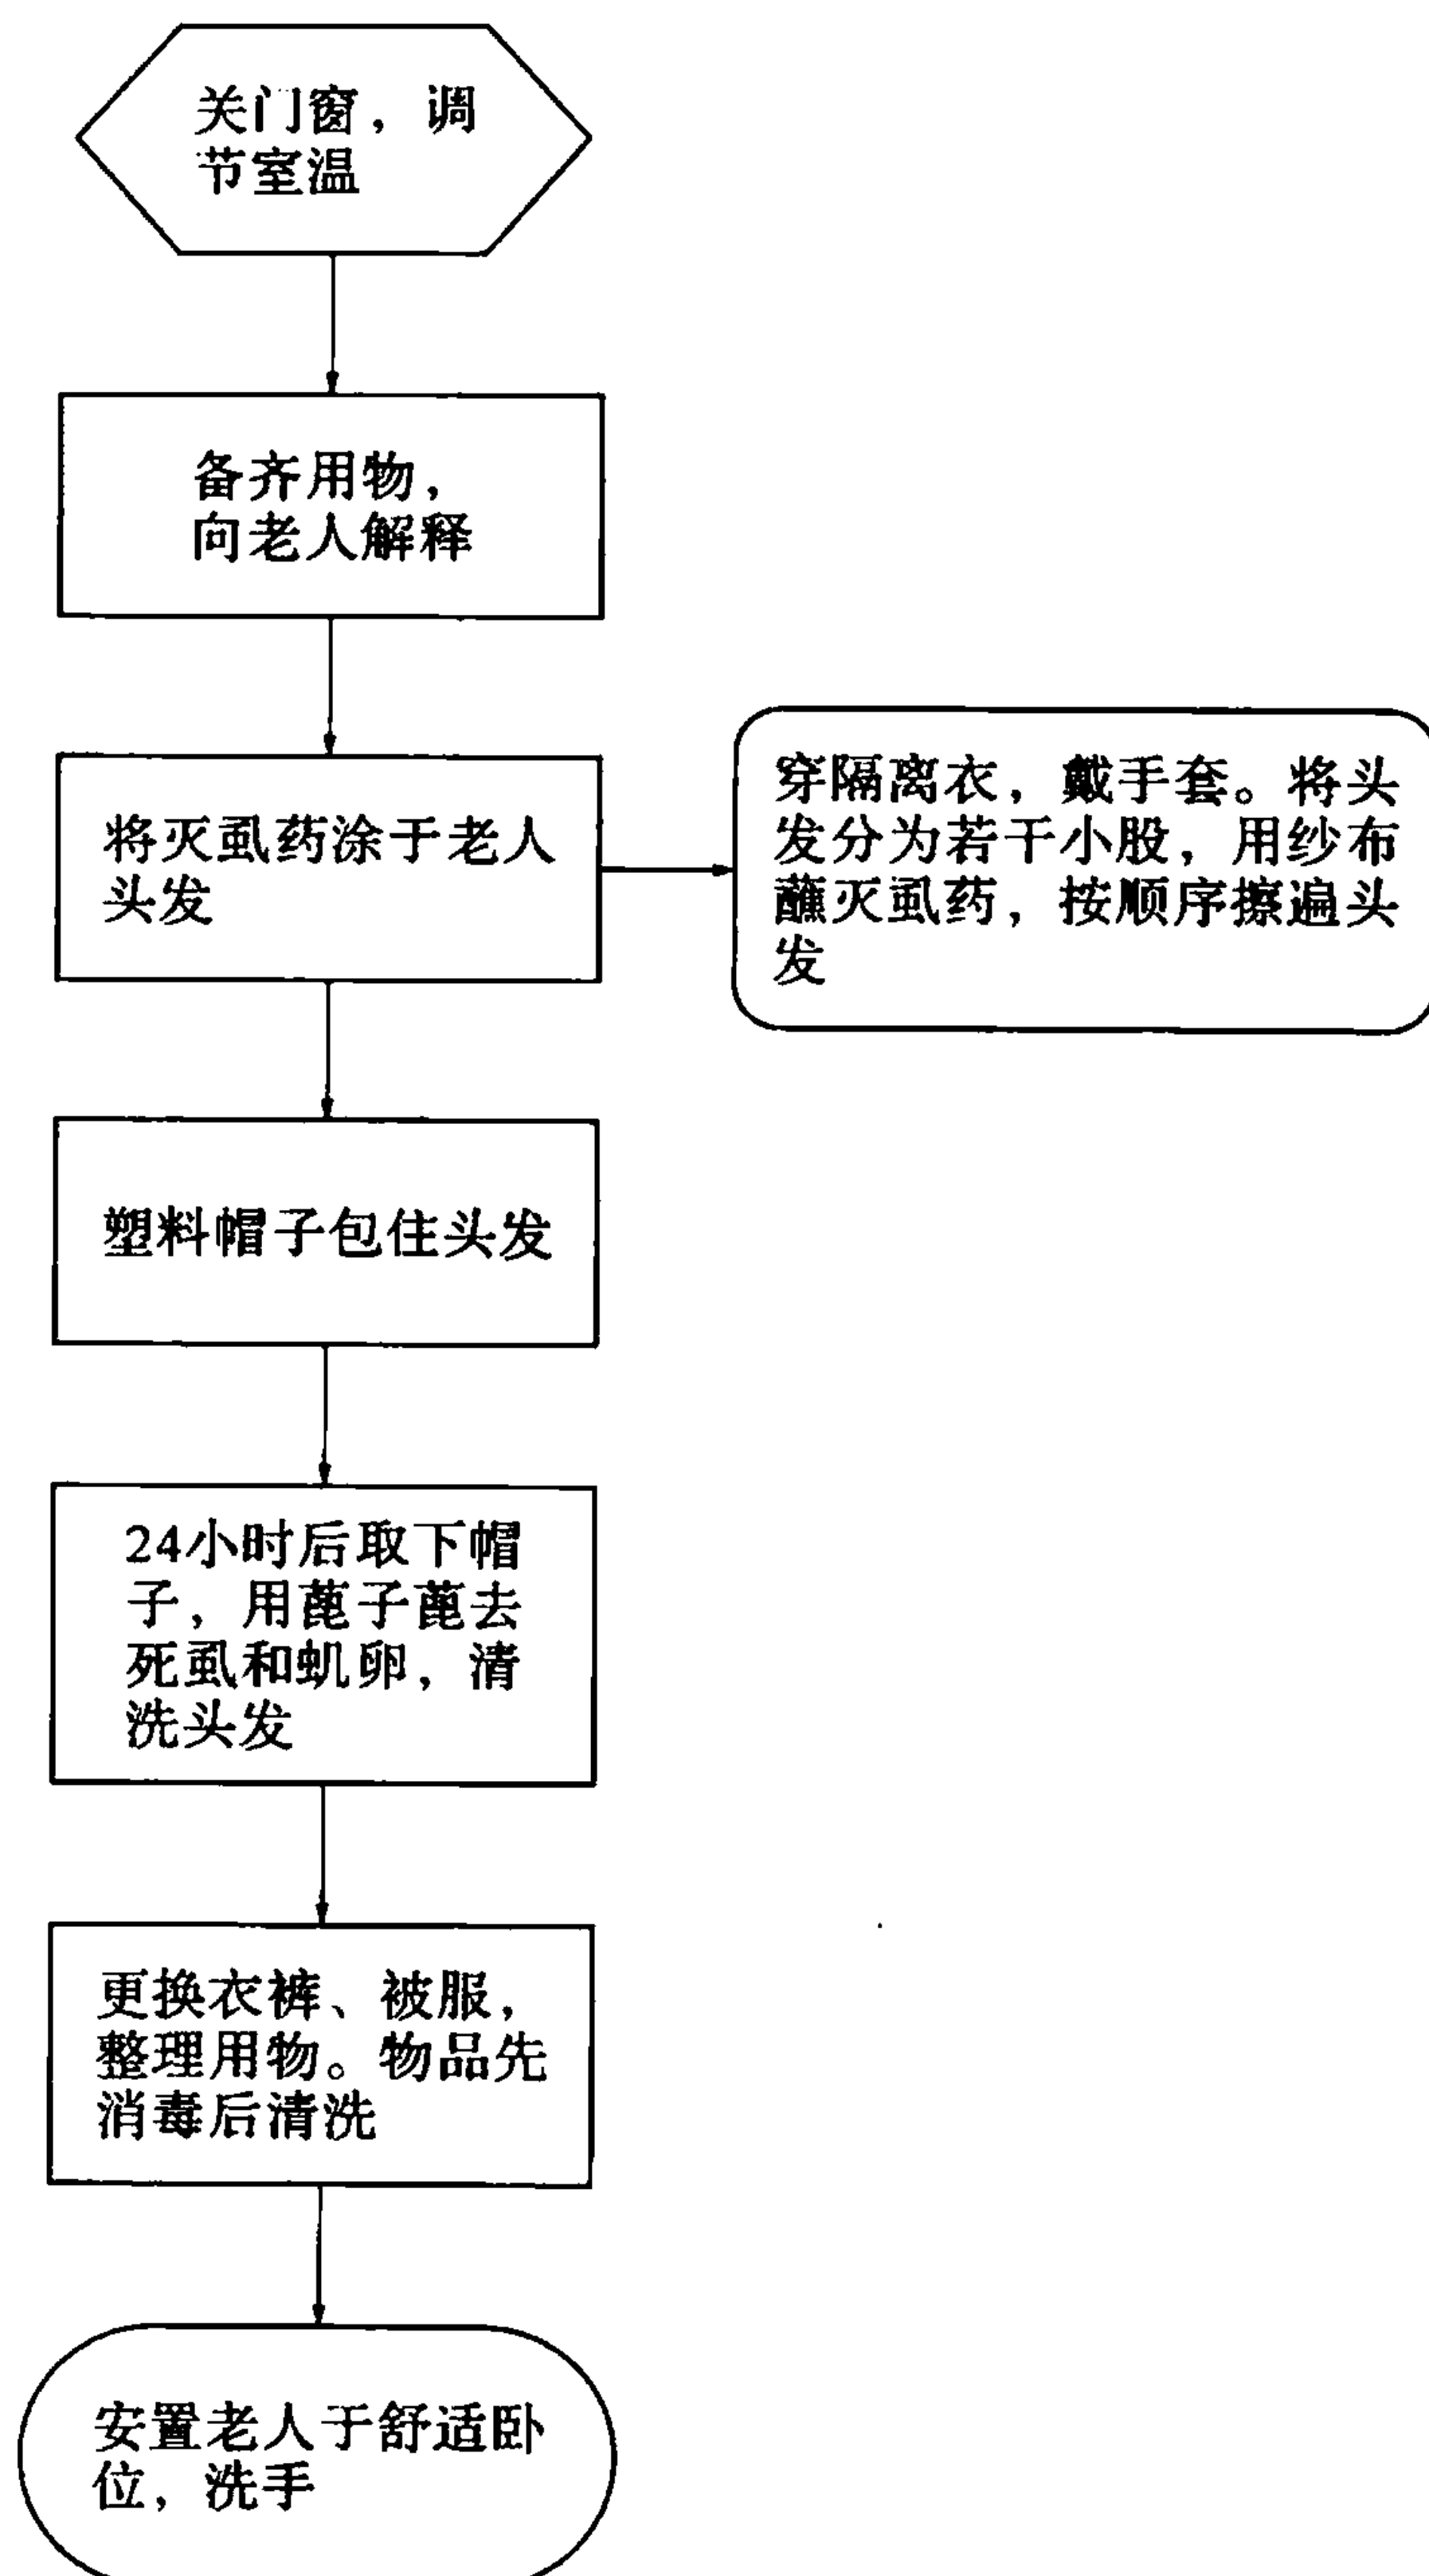 关门窗，调
节室温
备齐用物，
向老人解释
将灭虱药涂于老人
头发
穿隔离衣，戴手套。将头
发分为若干小股，用纱布
蘸灭虱药，按顺序擦遍头
发
塑料帽子包住头发
24小时后取下帽
子，用蓖子蓖去
死虱和虮卵，清
洗头发
更换衣裤、被服，
整理用物。物品先
消毒后清洗
安置老人于舒适卧
位，洗手